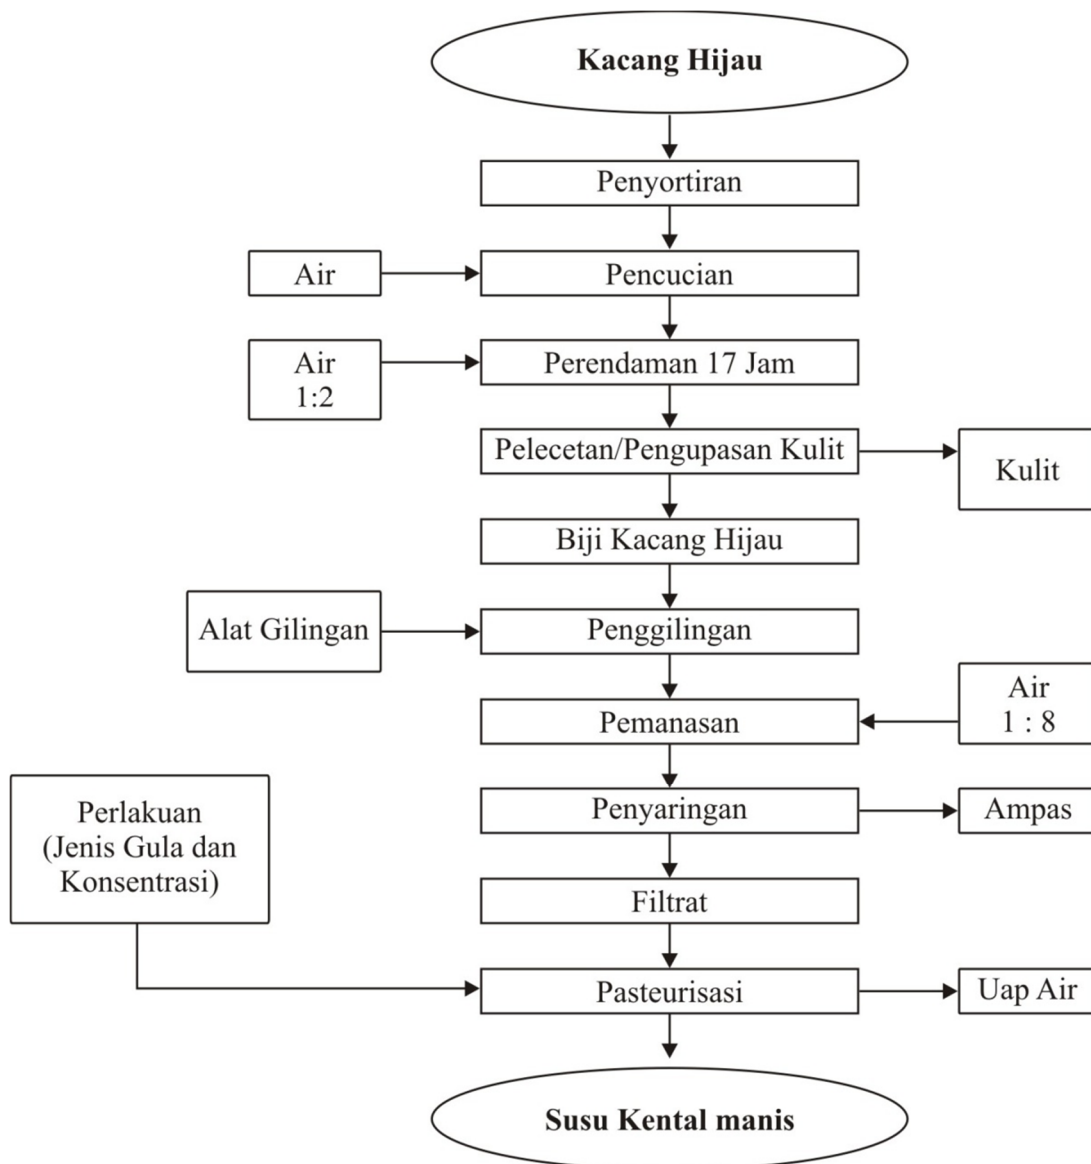 Kacang Hijau
Penyortiran
Air
Pencucian
Air
1:2
Perendaman 17 Jam
Pelecetan/Pengupasan Kulit
Kulit
Biji Kacang Hijau
Alat Gilingan
Penggilingan
Air
1 : 8
Pemanasan
Perlakuan
(Jenis Gula dan
Konsentrasi)
Penyaringan
Ampas
Filtrat
Pasteurisasi
Uap Air
Susu Kental manis